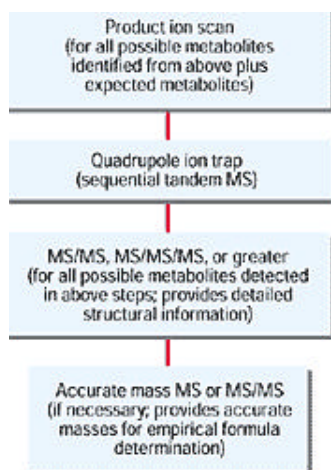 Product ion scan
(for all possible metabolites
identified from above plus
expected metabolites)
Quadrupole ion trap
(sequential tandem MS)
MS/MS, MS/MS/MS, or greater
(for all possible metabolites detected
in above steps; provides detailed
structural information)
Accurate mass MS or MS/MS
(if necessary; provides accurate
masses for empirical formula
determination)